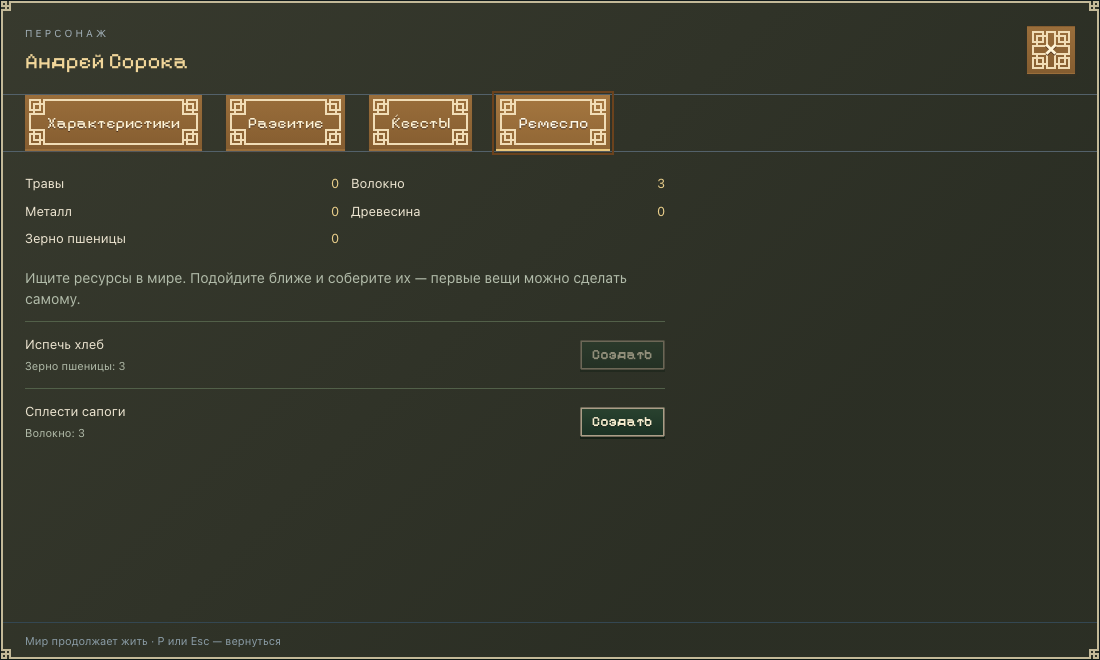 ПЕРСОНАЖ
Андрей Сорока
Характеристики
Развитие
Квесты
Ремесло
Травы 0 Волокно 3
Металл 0 Древесина 0
Зерно пшеницы 0
Ищите ресурсы в мире. Подойдите ближе и соберите их — первые вещи можно сделать
самому.
Испечь хлеб
Создать
Зерно пшеницы: 3
Сплести сапоги
Создать
Волокно: 3
Мир продолжает жить · P или Esc — вернуться